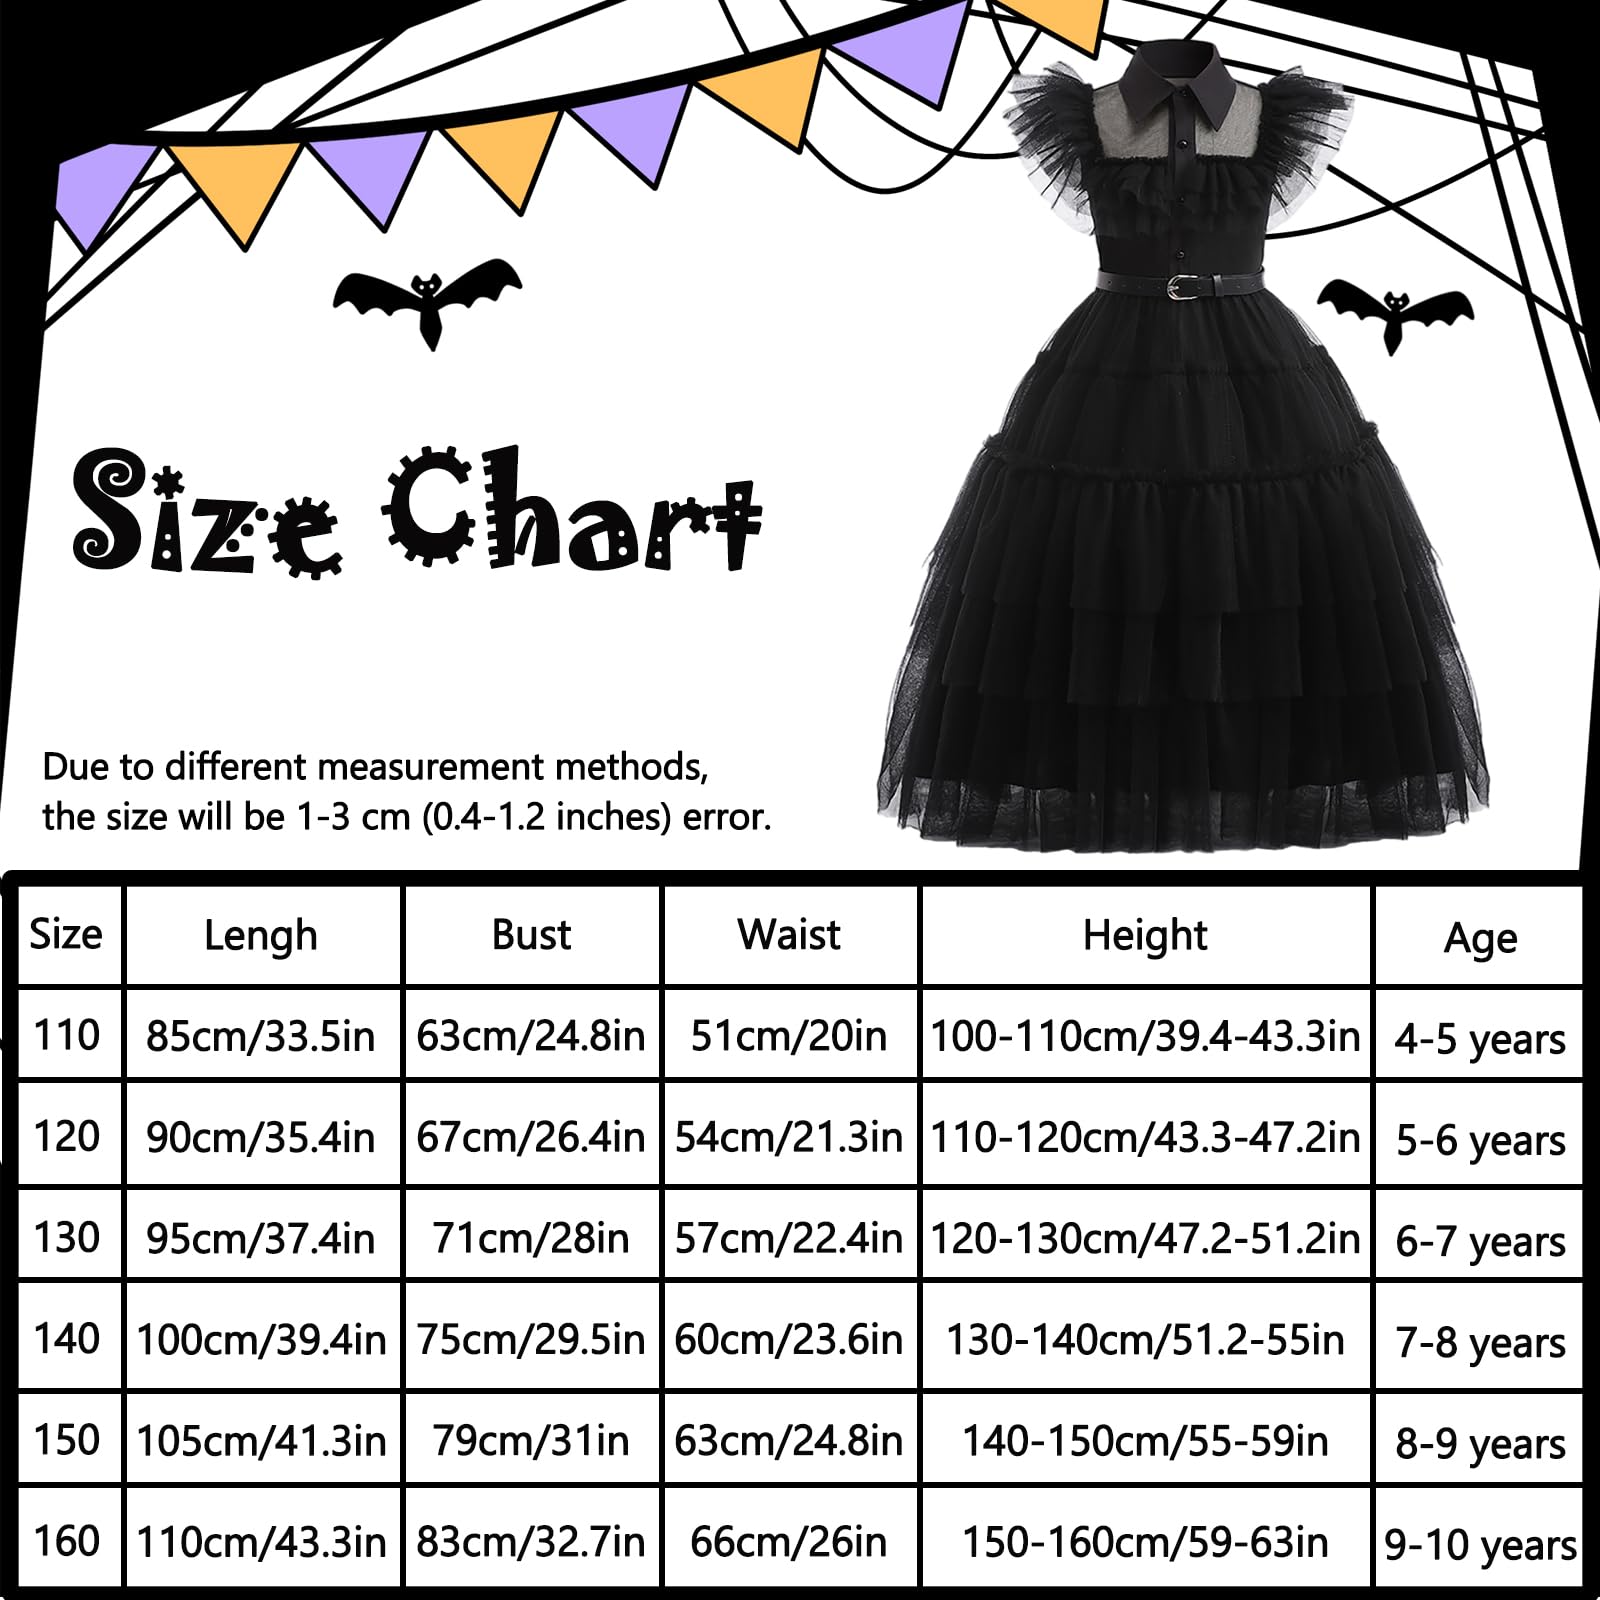 Size Chart
Due to different measurement methods,
the size will be 1-3 cm (0.4-1.2 inches) error.
Size Lengh Bust Waist Height Age
110 85cm/33.5in 63cm/24.8in 51cm/20in 100-110cm/39.4-43.3in 4-5 years
120 90cm/35.4in 67cm/26.4in 54cm/21.3in 110-120cm/43.3-47.2in 5-6 years
130 95cm/37.4in 71cm/28in 57cm/22.4in 120-130cm/47.2-51.2in 6-7 years
140 100cm/39.4in 75cm/29.5in 60cm/23.6in 130-140cm/51.2-55in 7-8 years
150 105cm/41.3in 79cm/31in 63cm/24.8in 140-150cm/55-59in 8-9 years
160 110cm/43.3in 83cm/32.7in 66cm/26in 150-160cm/59-63in 9-10 years